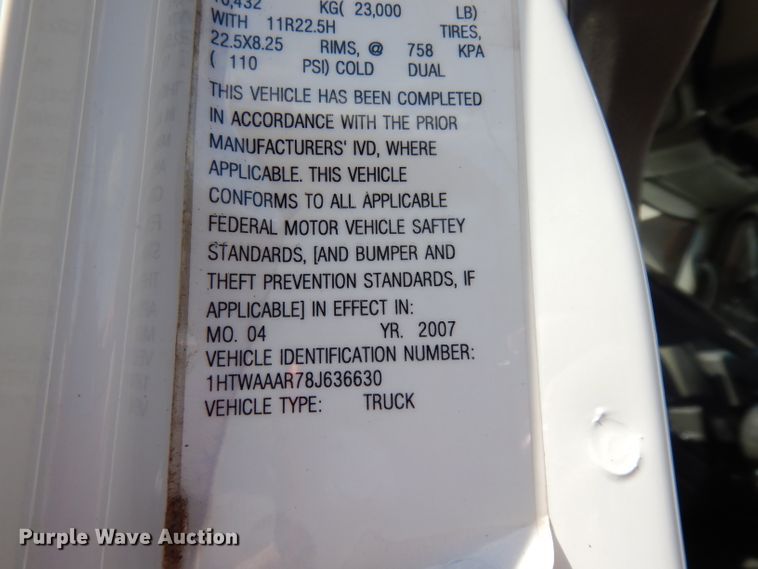 10,432 KG( 23,000 LB)
WITH 11R22.5H TIRES,
22.5X8.25 RIMS, @ 758 KPA
( 110 PSI) COLD DUAL
THIS VEHICLE HAS BEEN COMPLETED
IN ACCORDANCE WITH THE PRIOR
MANUFACTURERS' IVD, WHERE
APPLICABLE. THIS VEHICLE
CONFORMS TO ALL APPLICABLE
FEDERAL MOTOR VEHICLE SAFTEY
STANDARDS, [AND BUMPER AND
THEFT PREVENTION STANDARDS, IF
APPLICABLE] IN EFFECT IN:
MO. 04 YR. 2007
VEHICLE IDENTIFICATION NUMBER:
1HTWAAAR78J636630
VEHICLE TYPE: TRUCK
Purple Wave Auction